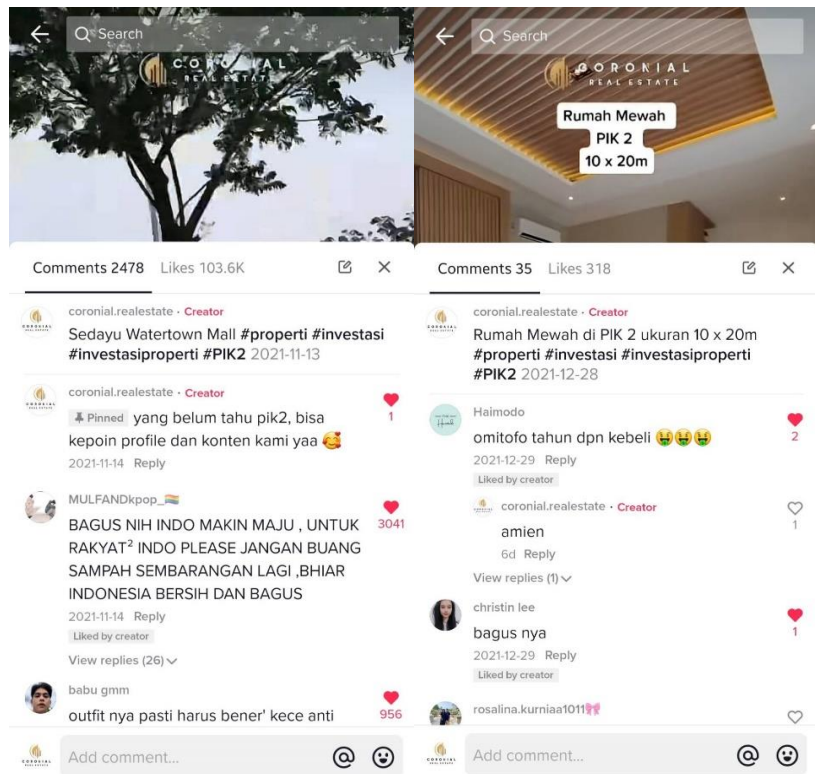 Search
CORONIAL
REAL ESTATE
Comments 2478 Likes 103.6K
coronial.realestate · Creator
Sedayu Watertown Mall #properti #investasi
#investasiproperti #PIK2 2021-11-13
coronial.realestate · Creator
Pinned yang belum tahu pik2, bisa
kepoin profile dan konten kami yaa 🥰
1
2021-11-14 Reply
MULFANDkpop_🏳️‍🌈
BAGUS NIH INDO MAKIN MAJU , UNTUK
3041
RAKYAT² INDO PLEASE JANGAN BUANG
SAMPAH SEMBARANGAN LAGI ,BHIAR
INDONESIA BERSIH DAN BAGUS
2021-11-14 Reply
Liked by creator
View replies (26)
babu gmm
outfit nya pasti harus bener' kece anti
956
CORONIAL
REAL ESTATE
Add comment...
Search
CORONIAL
REAL ESTATE
Rumah Mewah
PIK 2
10 x 20m
Comments 35 Likes 318
coronial.realestate · Creator
Rumah Mewah di PIK 2 ukuran 10 x 20m
#properti #investasi #investasiproperti
#PIK2 2021-12-28
Haimodo
omitofo tahun dpn kebeli 🤑🤑🤑
2
2021-12-29 Reply
Liked by creator
coronial.realestate · Creator
amien
1
6d Reply
View replies (1)
christin lee
bagus nya
1
2021-12-29 Reply
Liked by creator
rosalina.kurniaa1011🎀
Add comment...